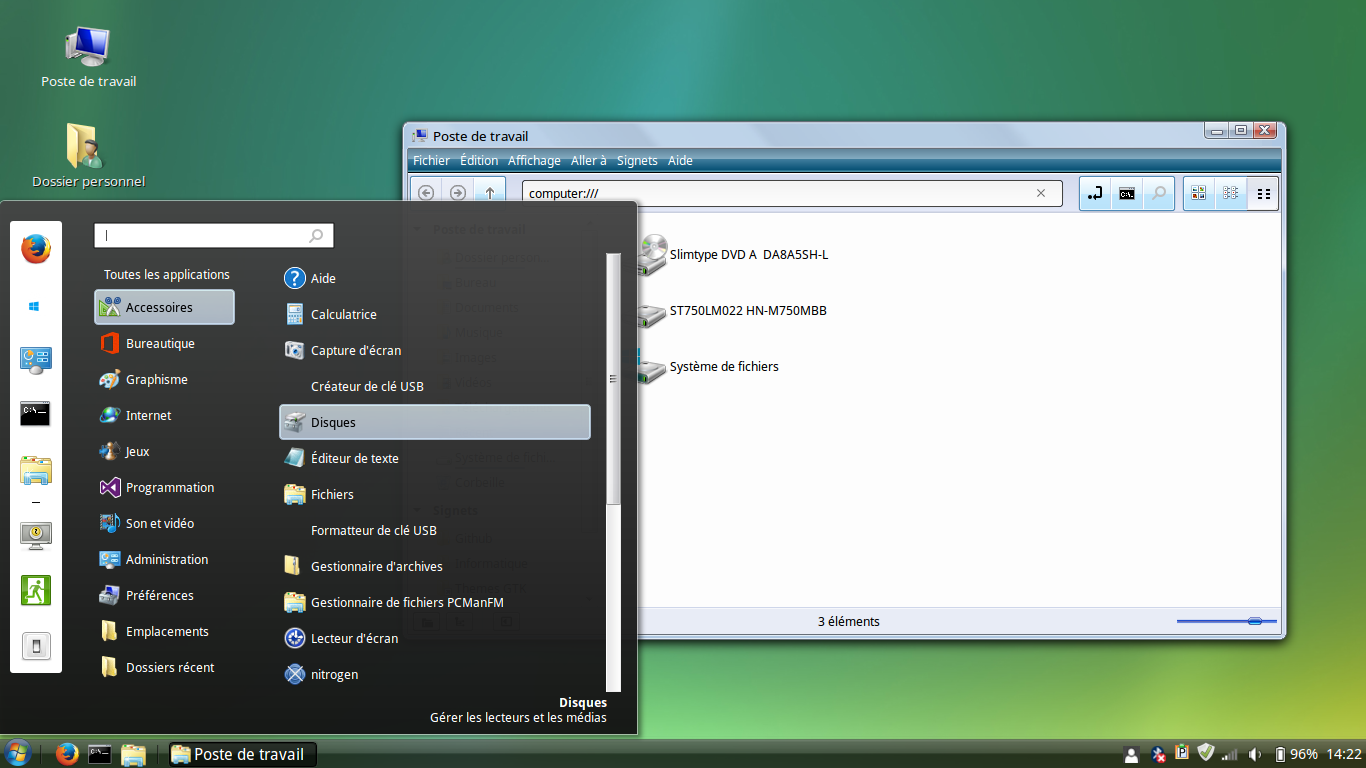 Poste de travail
Dossier personnel
Poste de travail
Fichier Édition Affichage Aller à Signets Aide
computer:///
Slimtype DVD A DA8A5SH-L
ST750LM022 HN-M750MBB
Système de fichiers
3 éléments
Toutes les applications
Accessoires
Bureautique
Graphisme
Internet
Jeux
Programmation
Son et vidéo
Administration
Préférences
Emplacements
Dossiers récent
Aide
Calculatrice
Capture d'écran
Créateur de clé USB
Disques
Éditeur de texte
Fichiers
Formatteur de clé USB
Gestionnaire d'archives
Gestionnaire de fichiers PCManFM
Lecteur d'écran
nitrogen
Disques
Gérer les lecteurs et les médias
Poste de travail
96% 14:22